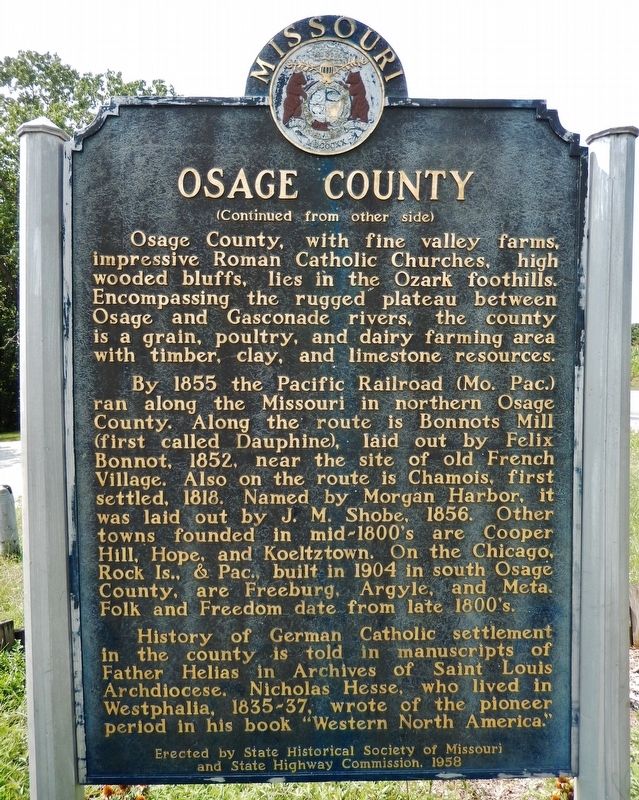 MISSOURI
MDCCCXX
OSAGE COUNTY
(Continued from other side)
Osage County, with fine valley farms,
impressive Roman Catholic Churches, high
wooded bluffs, lies in the Ozark foothills.
Encompassing the rugged plateau between
Osage and Gasconade rivers, the county
is a grain, poultry, and dairy farming area
with timber, clay, and limestone resources.
By 1855 the Pacific Railroad (Mo. Pac.)
ran along the Missouri in northern Osage
County. Along the route is Bonnots Mill
(first called Dauphine), laid out by Felix
Bonnot, 1852, near the site of old French
Village. Also on the route is Chamois, first
settled, 1818. Named by Morgan Harbor, it
was laid out by J. M. Shobe, 1856. Other
towns founded in mid-1800's are Cooper
Hill, Hope, and Koeltztown. On the Chicago,
Rock Is., & Pac., built in 1904 in south Osage
County, are Freeburg, Argyle, and Meta.
Folk and Freedom date from late 1800's.
History of German Catholic settlement
in the county is told in manuscripts of
Father Helias in Archives of Saint Louis
Archdiocese. Nicholas Hesse, who lived in
Westphalia, 1835-37, wrote of the pioneer
period in his book "Western North America."
Erected by State Historical Society of Missouri
and State Highway Commission, 1958